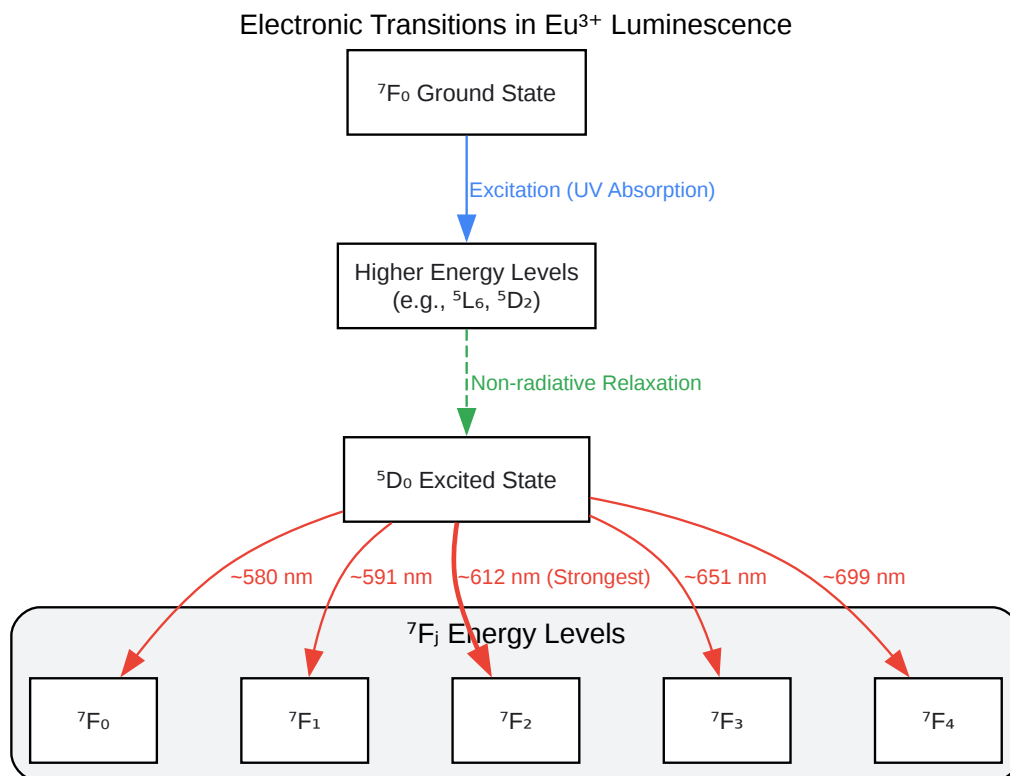 Electronic Transitions in Eu³⁺ Luminescence
⁷F₀ Ground State
Excitation (UV Absorption)
Higher Energy Levels
(e.g., ⁵L₆, ⁵D₂)
Non-radiative Relaxation
⁵D₀ Excited State
~580 nm
~591 nm
~612 nm (Strongest)
~651 nm
~699 nm
⁷Fⱼ Energy Levels
⁷F₀
⁷F₁
⁷F₂
⁷F₃
⁷F₄